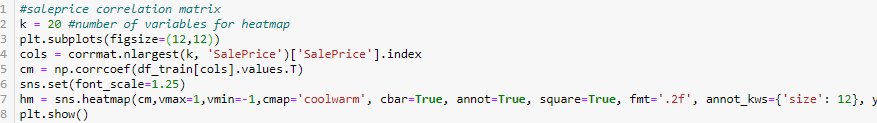 1 #saleprice correlation matrix
2 k = 20 #number of variables for heatmap
3 plt.subplots(figsize=(12,12))
4 cols = corrmat.nlargest(k, 'SalePrice')['SalePrice'].index
5 cm = np.corrcoef(df_train[cols].values.T)
6 sns.set(font_scale=1.25)
7 hm = sns.heatmap(cm,vmax=1,vmin=-1,cmap='coolwarm', cbar=True, annot=True, square=True, fmt='.2f', annot_kws={'size': 12}, y
8 plt.show()